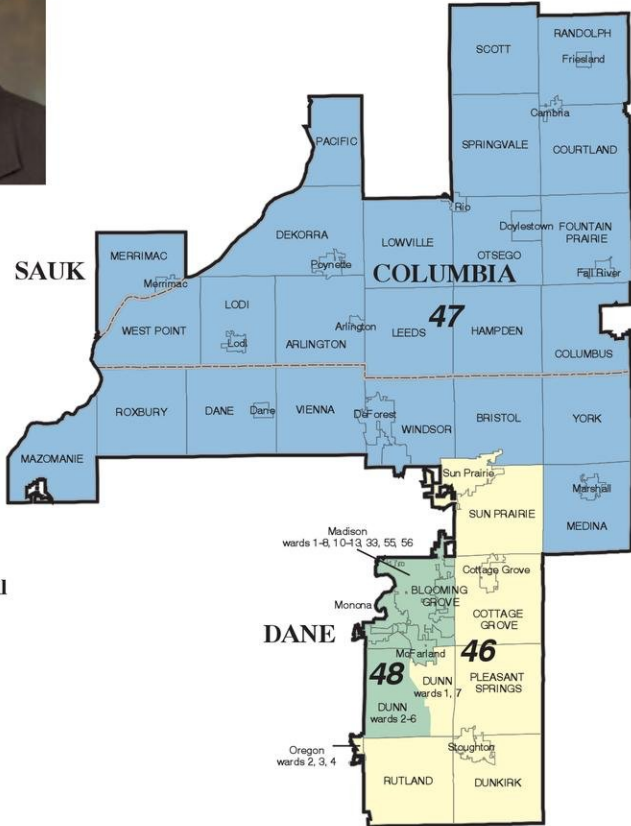 SCOTT
RANDOLPH
Friesland
Cambria
PACIFIC
SPRINGVALE
COURTLAND
Rio
DEKORRA
LOWVILLE
Doylestown
FOUNTAIN
PRAIRIE
OTSEGO
MERRIMAC
SAUK
Poynette
COLUMBIA
Fall River
Merrimac
LODI
WEST POINT
Lodi
Arlington
ARLINGTON
LEEDS
47
HAMPDEN
COLUMBUS
ROXBURY
DANE
Dane
VIENNA
DeForest
WINDSOR
BRISTOL
YORK
MAZOMANIE
Sun Prairie
Marshall
SUN PRAIRIE
MEDINA
Madison
wards 1-8, 10-13, 33, 55, 56
Cottage Grove
BLOOMING
GROVE
Monona
COTTAGE
GROVE
DANE
McFarland
46
48
DUNN
wards 1, 7
PLEASANT
SPRINGS
DUNN
wards 2-6
Oregon
wards 2, 3, 4
Stoughton
RUTLAND
DUNKIRK